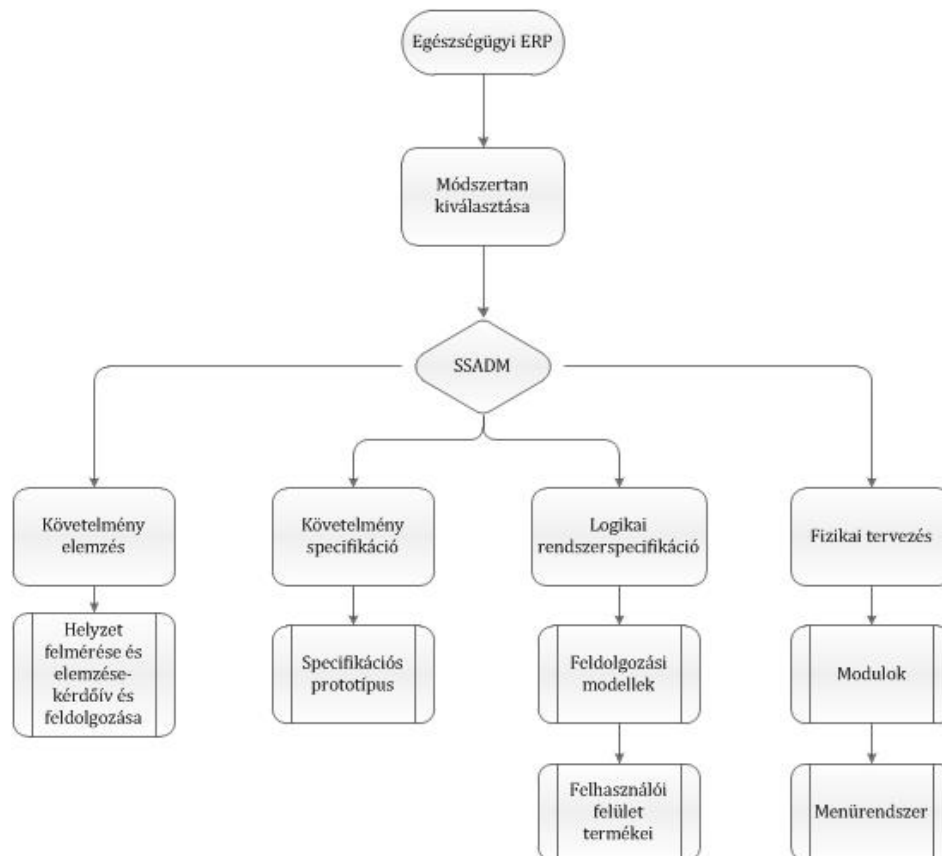 Egészségügyi ERP
Módszertan
kiválasztása
SSADM
Követelmény
elemzés
Követelmény
specifikáció
Logikai
rendszerspecifikáció
Fizikai tervezés
Helyzet
felmérése és
elemzése-
kérdőív és
feldolgozása
Specifikációs
prototípus
Feldolgozási
modellek
Modulok
Felhasználói
felület
termékei
Menürendszer